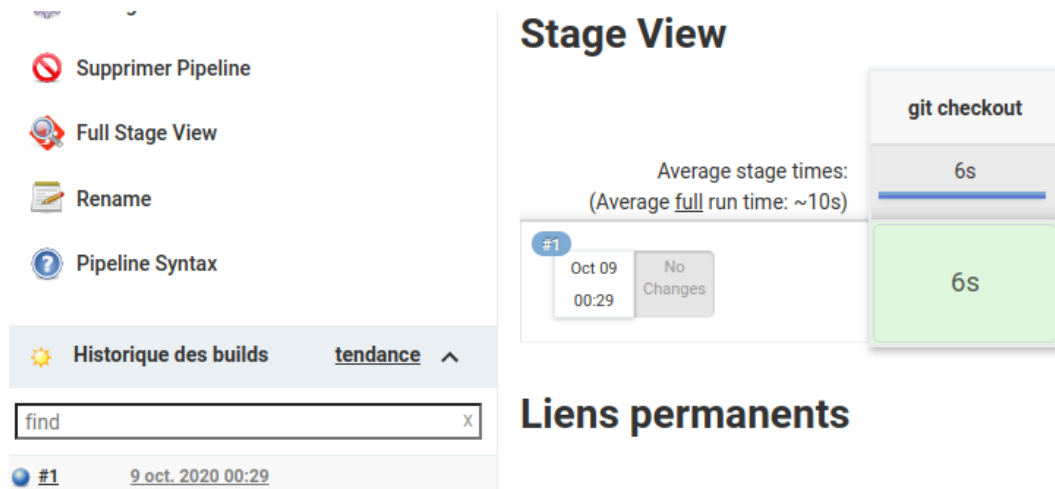 Supprimer Pipeline
Full Stage View
Rename
Pipeline Syntax
Historique des builds tendance
find x
#1 9 oct. 2020 00:29
Stage View
git checkout
Average stage times: 6s
(Average full run time: ~10s)
#1
Oct 09 No
Changes
00:29
6s
Liens permanents